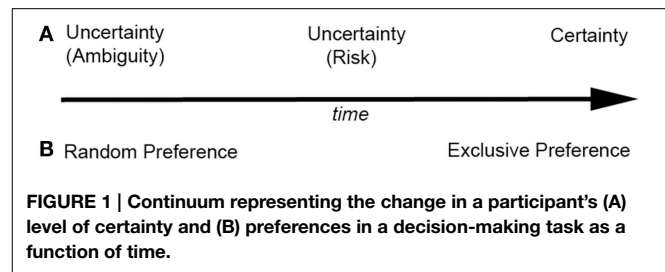 A Uncertainty (Ambiguity) Uncertainty (Risk) Certainty
time
B Random Preference Exclusive Preference
FIGURE 1 | Continuum representing the change in a participant's (A)
level of certainty and (B) preferences in a decision-making task as a
function of time.